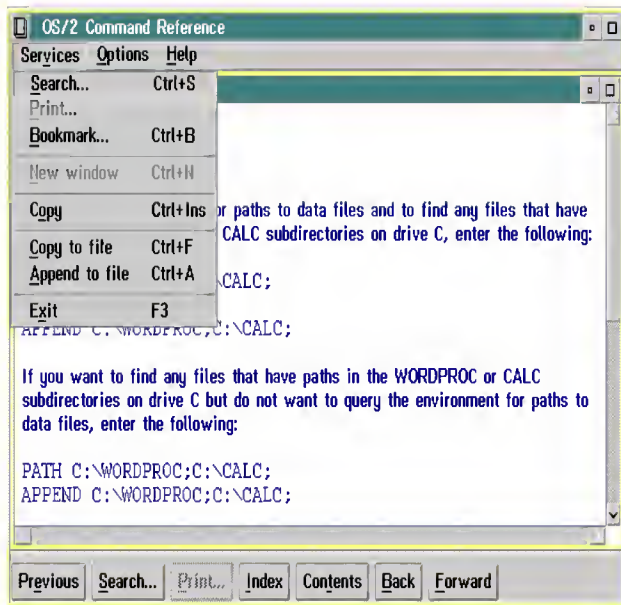 OS/2 Command Reference
Services Options Help
Search... Ctrl+S
Print...
Bookmark... Ctrl+B
New window Ctrl+N
Copy Ctrl+Ins
Copy to file Ctrl+F
Append to file Ctrl+A
Exit F3
or paths to data files and to find any files that have
CALC subdirectories on drive C, enter the following:
\CALC;
APPEND C:\WORDPROC;C:\CALC;
If you want to find any files that have paths in the WORDPROC or CALC
subdirectories on drive C but do not want to query the environment for paths to
data files, enter the following:
PATH C:\WORDPROC;C:\CALC;
APPEND C:\WORDPROC;C:\CALC;
Previous Search... Print... Index Contents Back Forward